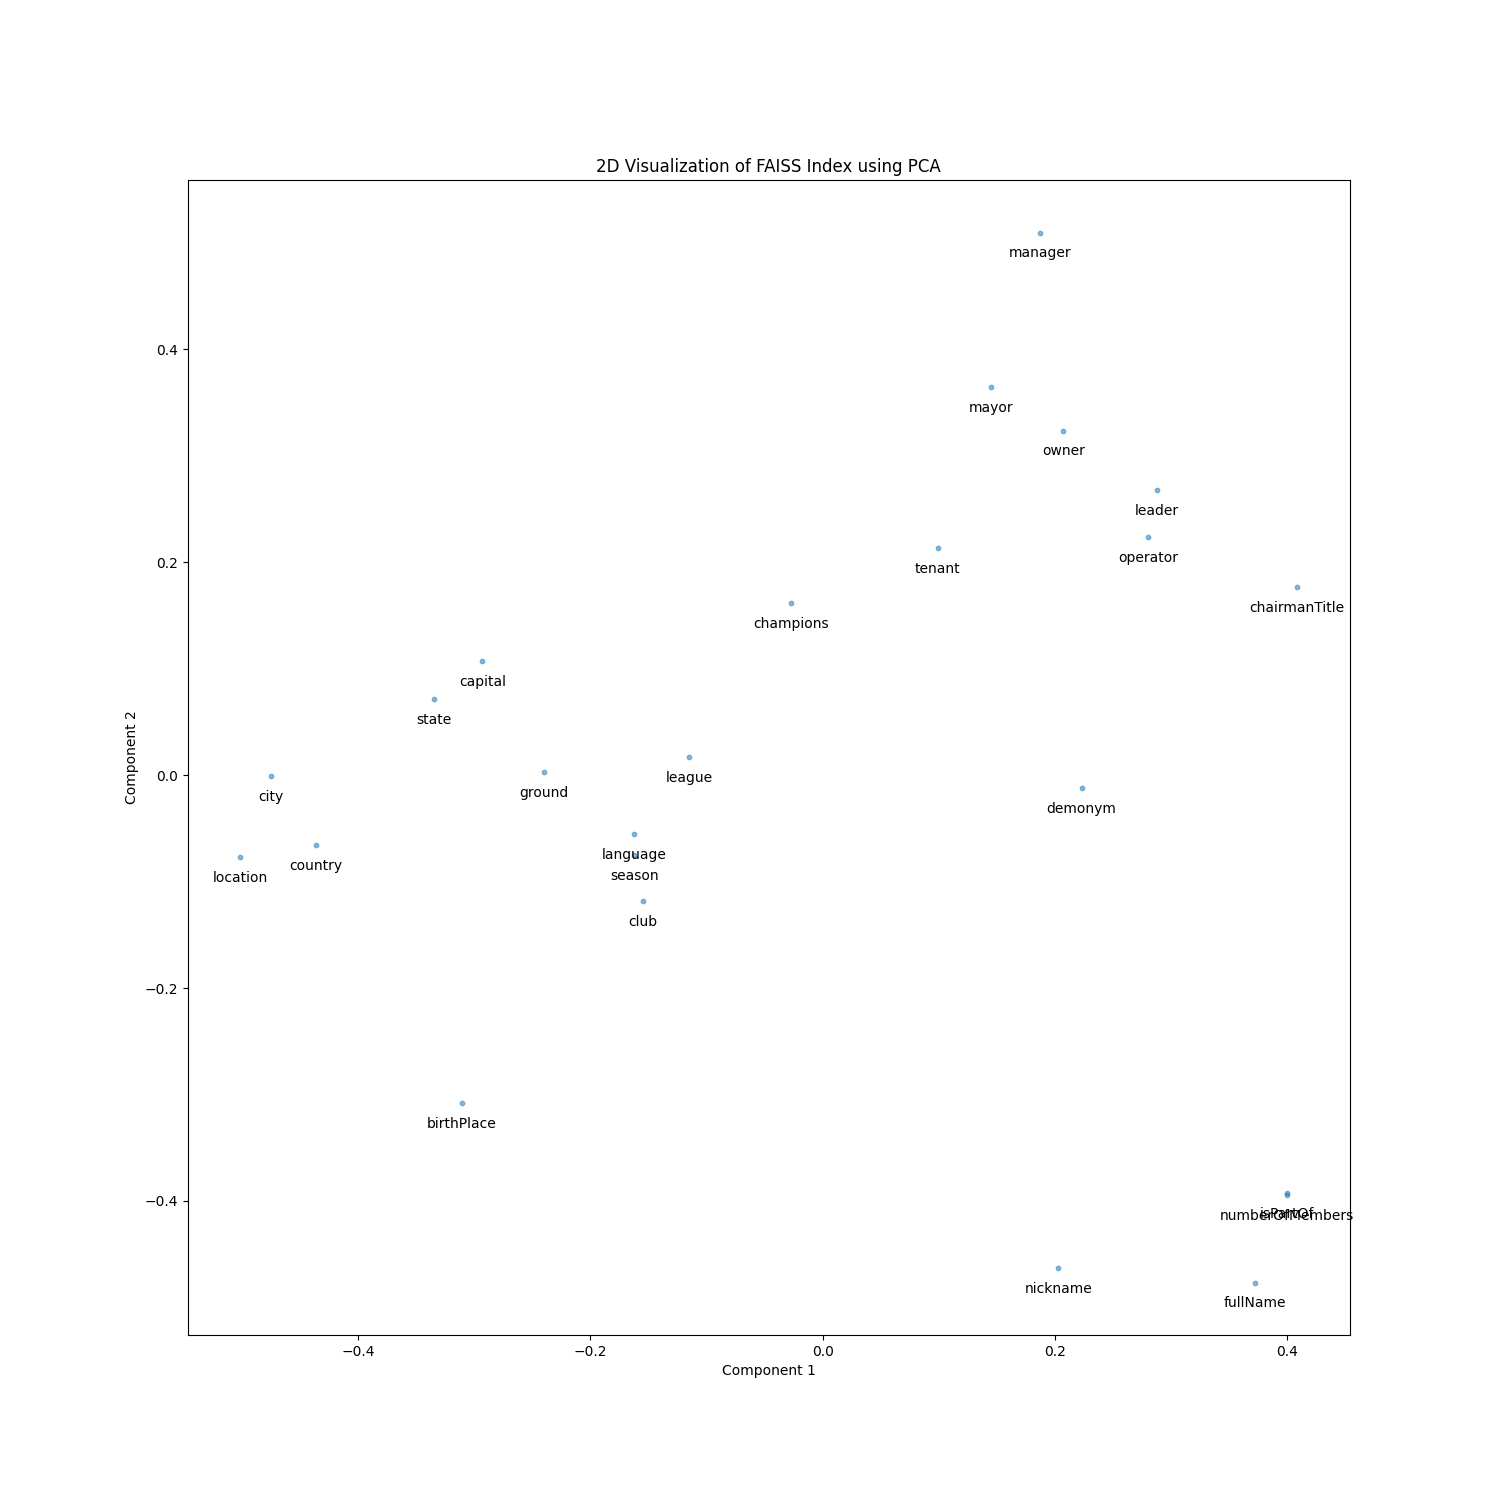 2D Visualization of FAISS Index using PCA
manager
0.4
mayor
owner
leader
operator
0.2
tenant
chairmanTitle
champions
capital
state
Component 2
0.0
league
ground
city
demonym
language
country
season
location
club
−0.2
birthPlace
−0.4
isPartOf
numberOfMembers
nickname
fullName
−0.4
−0.2
0.0
0.2
0.4
Component 1